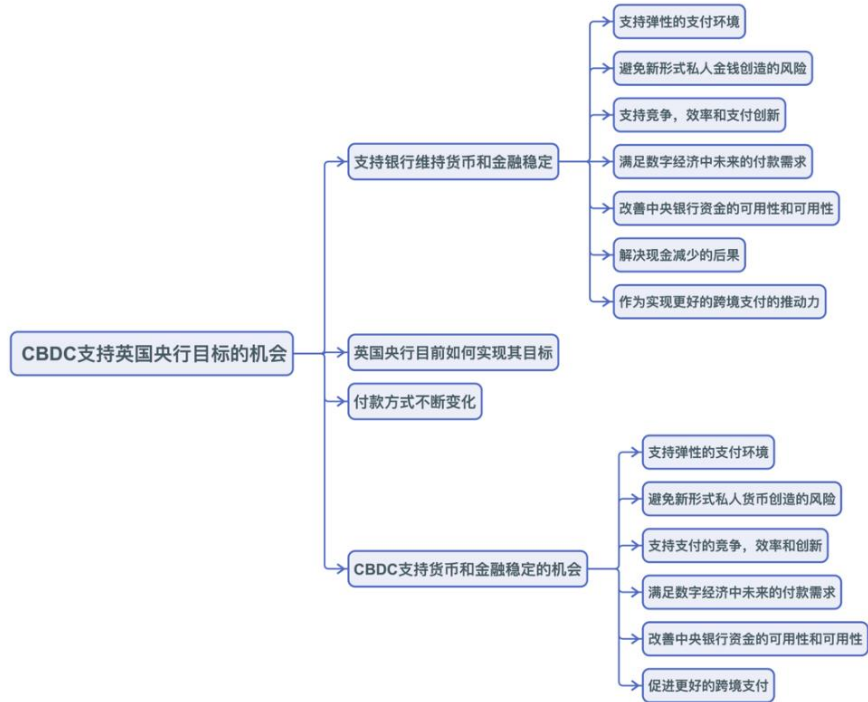 CBDC支持英国央行目标的机会
支持银行维持货币和金融稳定
支持弹性的支付环境
避免新形式私人金钱创造的风险
支持竞争，效率和支付创新
满足数字经济中未来的付款需求
改善中央银行资金的可用性和可用性
解决现金减少的后果
作为实现更好的跨境支付的推动力
英国央行目前如何实现其目标
付款方式不断变化
CBDC支持货币和金融稳定的机会
支持弹性的支付环境
避免新形式私人货币创造的风险
支持支付的竞争，效率和创新
满足数字经济中未来的付款需求
改善中央银行资金的可用性和可用性
促进更好的跨境支付